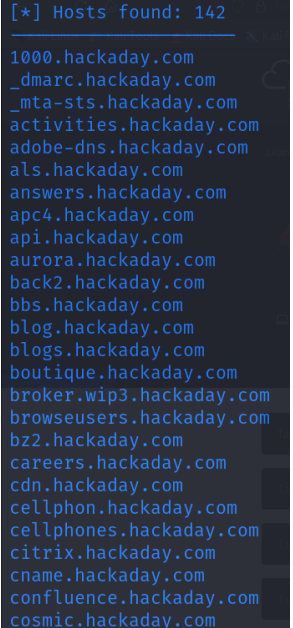 [*] Hosts found: 142
---------------------
1000.hackaday.com
_dmarc.hackaday.com
_mta-sts.hackaday.com
activities.hackaday.com
adobe-dns.hackaday.com
als.hackaday.com
answers.hackaday.com
apc4.hackaday.com
api.hackaday.com
aurora.hackaday.com
back2.hackaday.com
bbs.hackaday.com
blog.hackaday.com
blogs.hackaday.com
boutique.hackaday.com
broker.wip3.hackaday.com
browseusers.hackaday.com
bz2.hackaday.com
careers.hackaday.com
cdn.hackaday.com
cellphon.hackaday.com
cellphones.hackaday.com
citrix.hackaday.com
cname.hackaday.com
confluence.hackaday.com
cosmic.hackaday.com